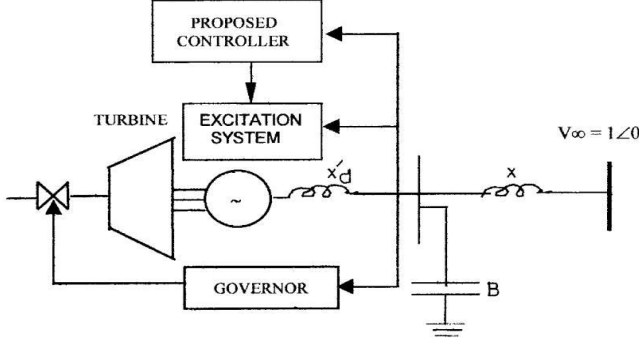 PROPOSED
CONTROLLER
TURBINE
EXCITATION
SYSTEM
V∞ = 1∠0
x'd
x
~
GOVERNOR
B